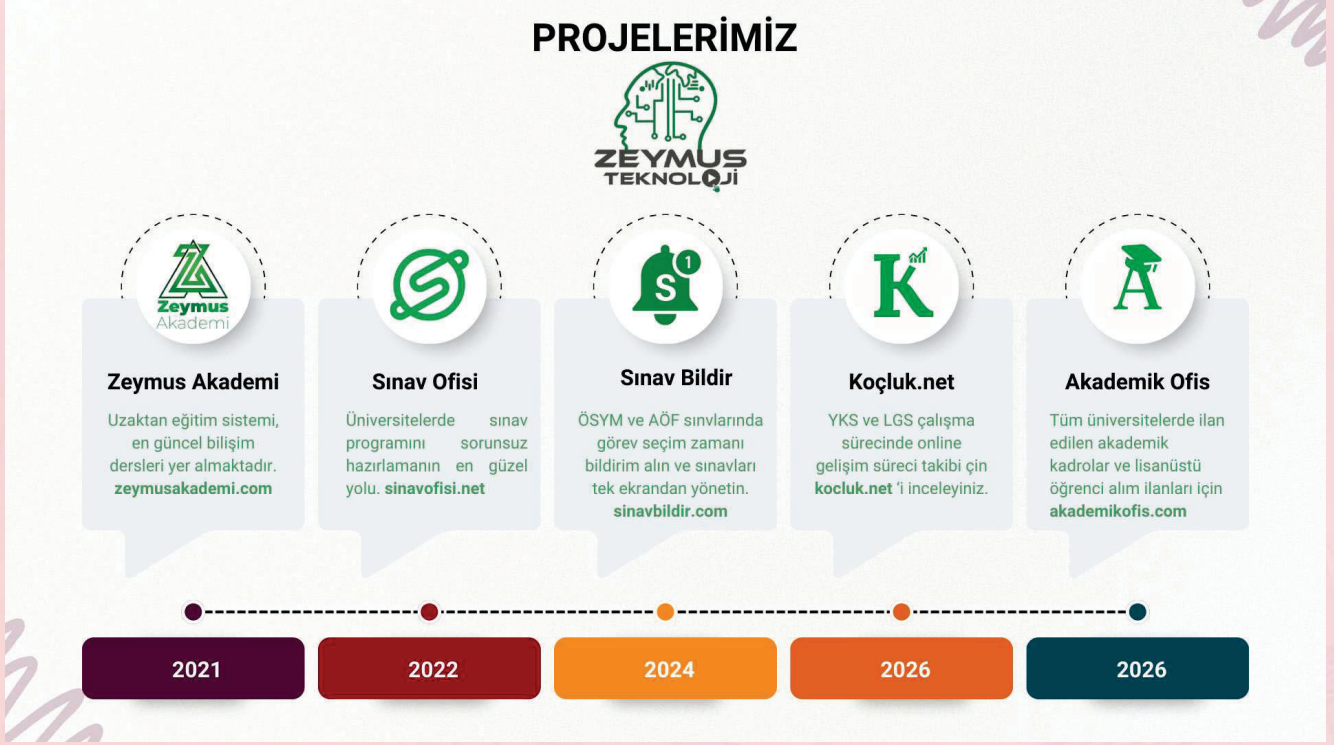 PROJELERİMİZ
ZEYMUS
TEKNOLOJİ
Zeymus
Akademi
Zeymus Akademi
Uzaktan eğitim sistemi,
en güncel bilişim
dersleri yer almaktadır.
zeymusakademi.com
2021
S
Sınav Ofisi
Üniversitelerde sınav
programını sorunsuz
hazırlamanın en güzel
yolu. sinavofisi.net
2022
S 1
Sınav Bildir
ÖSYM ve AÖF sınvlarında
görev seçim zamanı
bildirim alın ve sınavları
tek ekrandan yönetin.
sinavbildir.com
2024
K
Koçluk.net
YKS ve LGS çalışma
sürecinde online
gelişim süreci takibi çin
kocluk.net ‘i inceleyiniz.
2026
A
Akademik Ofis
Tüm üniversitelerde ilan
edilen akademik
kadrolar ve lisanüstü
öğrenci alım ilanları için
akademikofis.com
2026